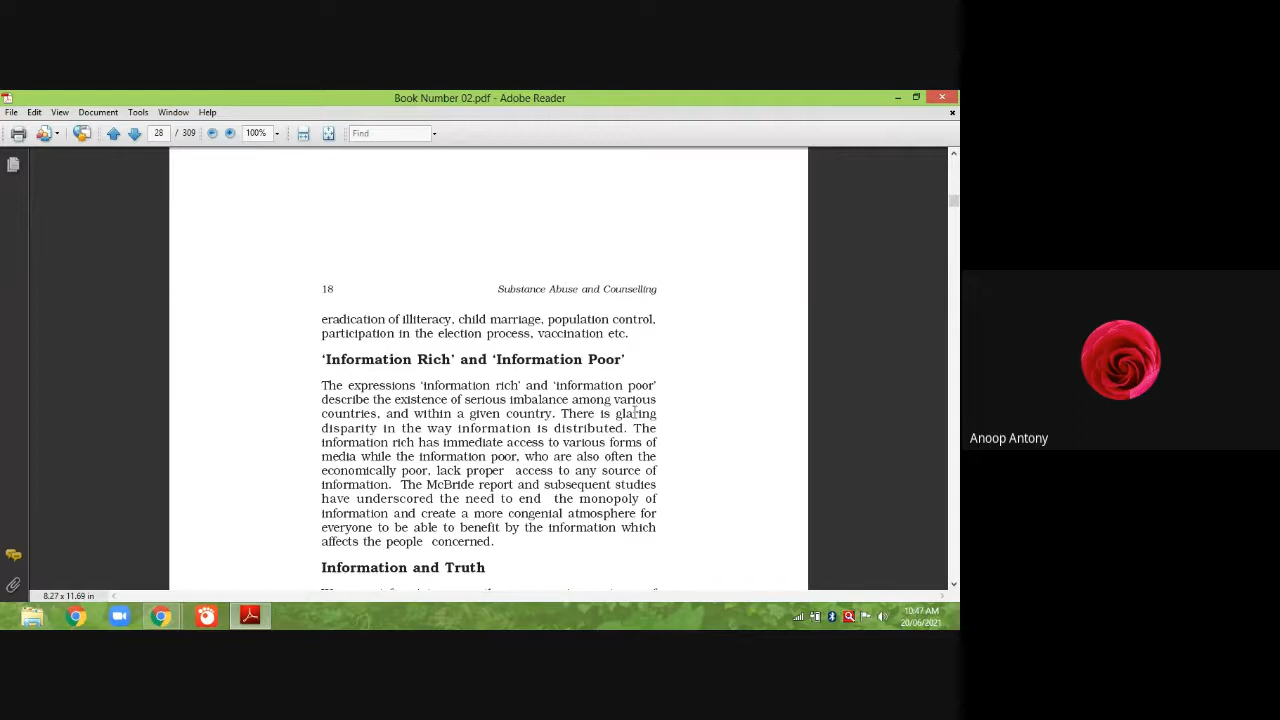 Book Number 02.pdf - Adobe Reader
File Edit View Document Tools Window Help
28 / 309 100% Find
18 Substance Abuse and Counselling
eradication of illiteracy, child marriage, population control,
participation in the election process, vaccination etc.
‘Information Rich’ and ‘Information Poor’
The expressions ‘information rich’ and ‘information poor’
describe the existence of serious imbalance among various
countries, and within a given country. There is glaring
disparity in the way information is distributed. The
information rich has immediate access to various forms of
media while the information poor, who are also often the
economically poor, lack proper access to any source of
information. The McBride report and subsequent studies
have underscored the need to end the monopoly of
information and create a more congenial atmosphere for
everyone to be able to benefit by the information which
affects the people concerned.
Information and Truth
8.27 x 11.69 in
10:47 AM
20/06/2021
Anoop Antony